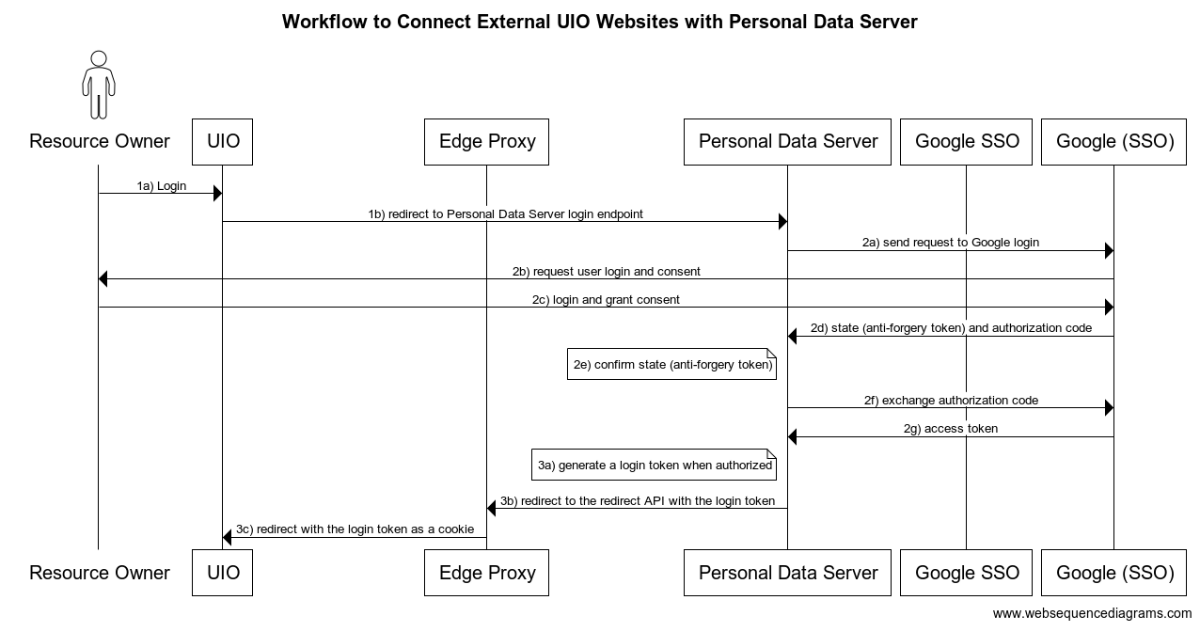 Workflow to Connect External UIO Websites with Personal Data Server
Resource Owner
UIO
Edge Proxy
Personal Data Server
Google SSO
Google (SSO)
1a) Login
1b) redirect to Personal Data Server login endpoint
2a) send request to Google login
2b) request user login and consent
2c) login and grant consent
2d) state (anti-forgery token) and authorization code
2e) confirm state (anti-forgery token)
2f) exchange authorization code
2g) access token
3a) generate a login token when authorized
3b) redirect to the redirect API with the login token
3c) redirect with the login token as a cookie
Resource Owner
UIO
Edge Proxy
Personal Data Server
Google SSO
Google (SSO)
www.websequencediagrams.com